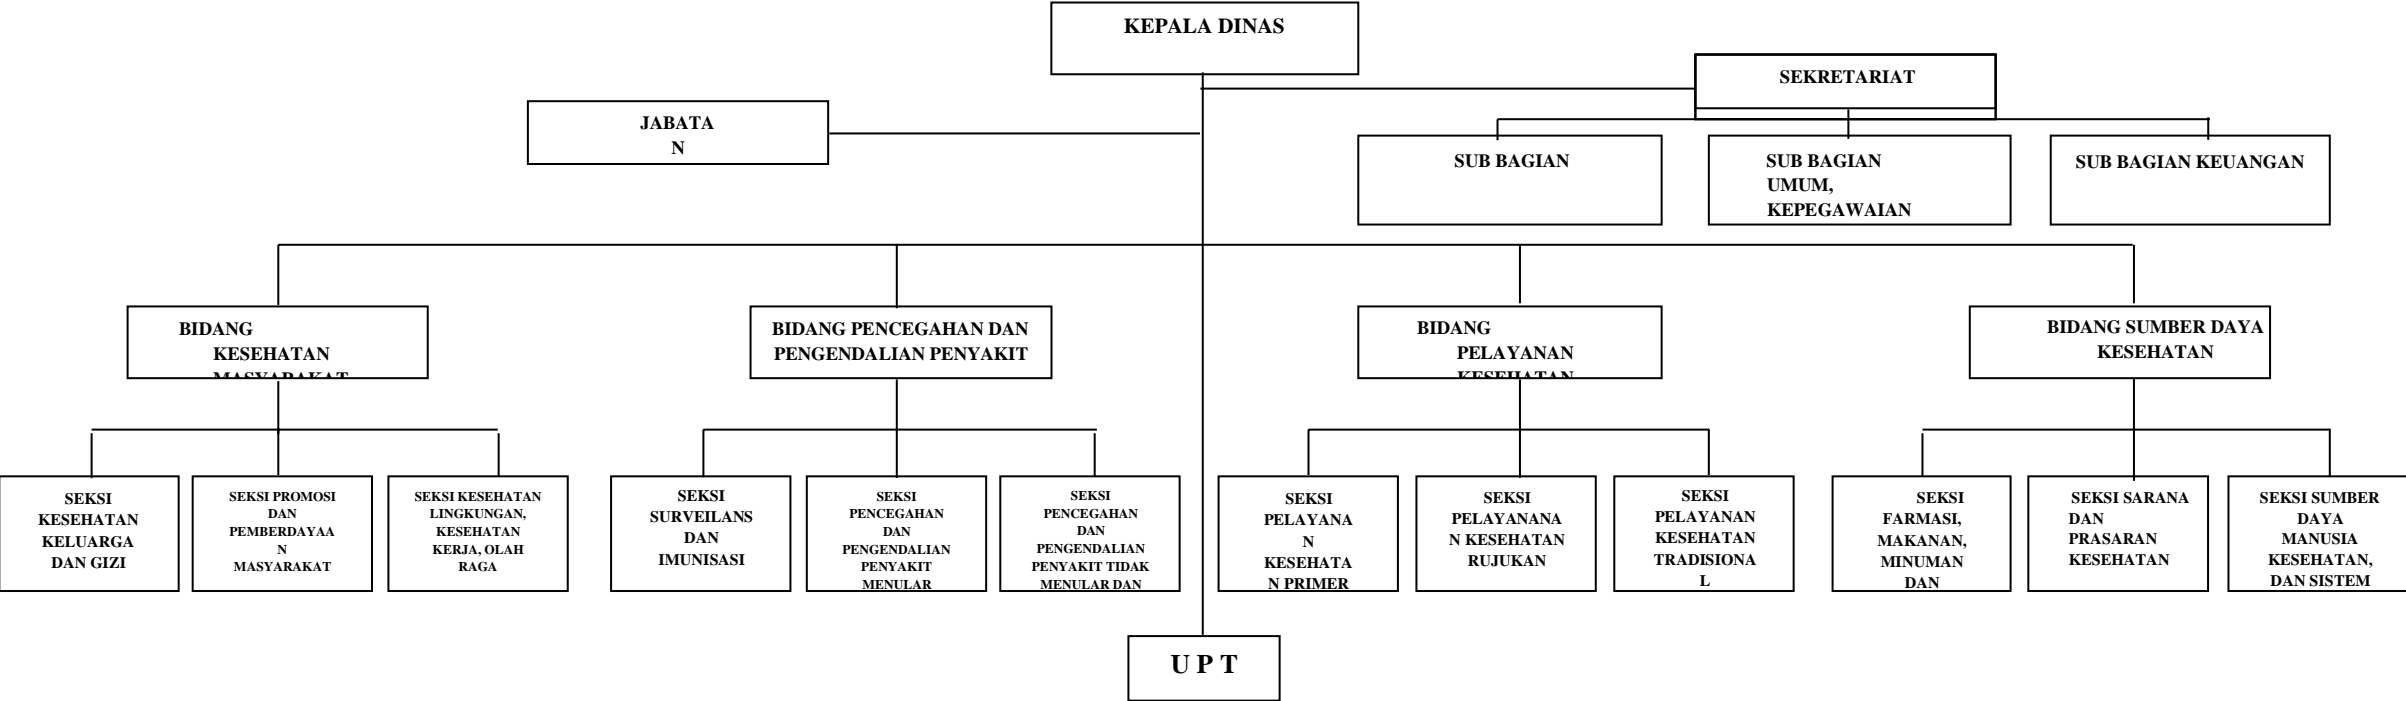 KEPALA DINAS
SEKRETARIAT
JABATA
N
SUB BAGIAN
SUB BAGIAN
UMUM,
KEPEGAWAIAN
SUB BAGIAN KEUANGAN
BIDANG
KESEHATAN
MASYARAKAT
BIDANG PENCEGAHAN DAN
PENGENDALIAN PENYAKIT
BIDANG
PELAYANAN
KESEHATAN
BIDANG SUMBER DAYA
KESEHATAN
SEKSI
KESEHATAN
KELUARGA
DAN GIZI
SEKSI PROMOSI
DAN
PEMBERDAYAA
N
MASYARAKAT
SEKSI KESEHATAN
LINGKUNGAN,
KESEHATAN
KERJA, OLAH
RAGA
SEKSI
SURVEILANS
DAN
IMUNISASI
SEKSI
PENCEGAHAN
DAN
PENGENDALIAN
PENYAKIT
MENULAR
SEKSI
PENCEGAHAN
DAN
PENGENDALIAN
PENYAKIT TIDAK
MENULAR DAN
SEKSI
PELAYANA
N
KESEHATA
N PRIMER
SEKSI
PELAYANANA
N KESEHATAN
RUJUKAN
SEKSI
PELAYANAN
KESEHATAN
TRADISIONA
L
SEKSI
FARMASI,
MAKANAN,
MINUMAN
DAN
SEKSI SARANA
DAN
PRASARAN
KESEHATAN
SEKSI SUMBER
DAYA
MANUSIA
KESEHATAN,
DAN SISTEM
U P T